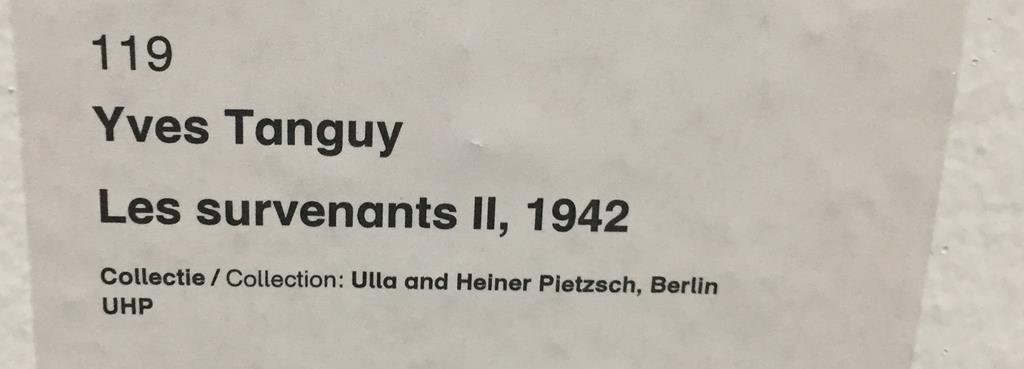 119
Yves Tanguy
Les survenants II, 1942
Collectie / Collection: Ulla and Heiner Pietzsch, Berlin
UHP